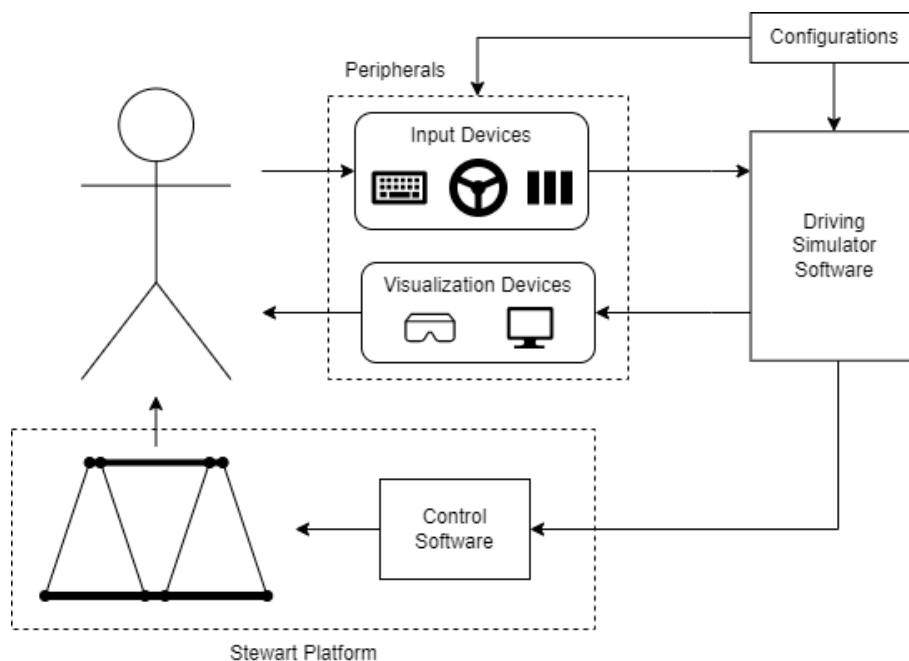 Configurations
Peripherals
Input Devices
Visualization Devices
Driving
Simulator
Software
Control
Software
Stewart Platform